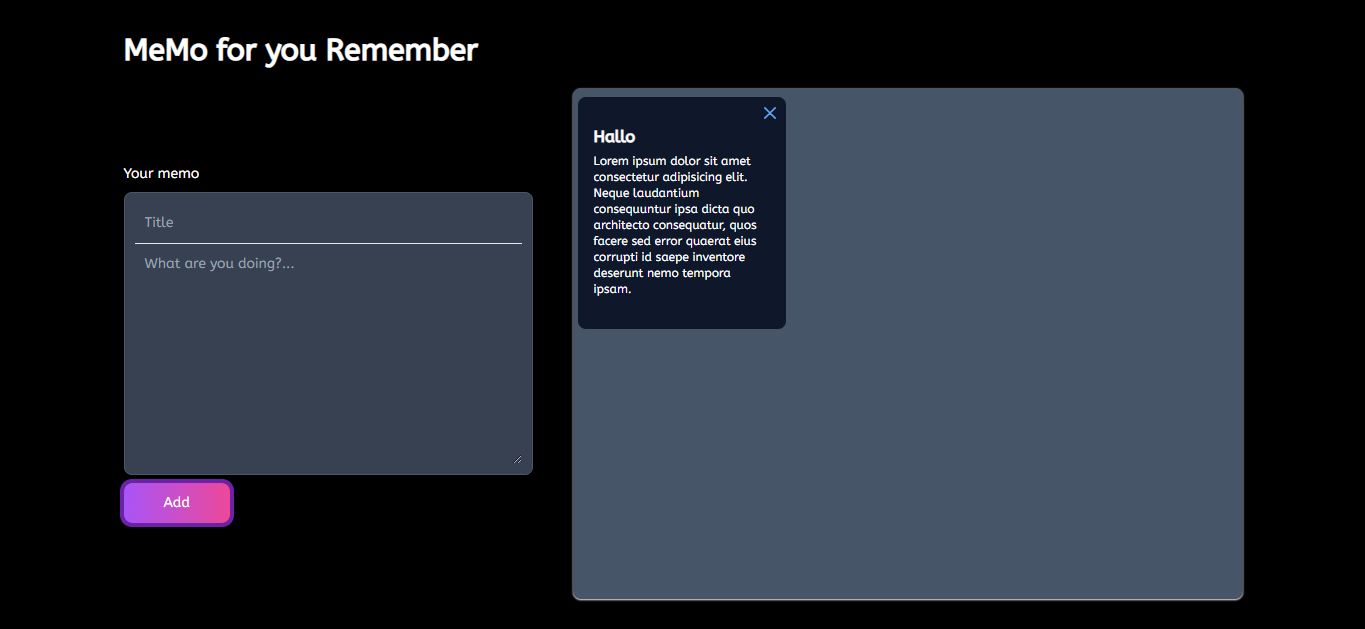 MeMo for you Remember
Your memo
Title
What are you doing?...
Add
Hallo
Lorem ipsum dolor sit amet
consectetur adipisicing elit.
Neque laudantium
consequuntur ipsa dicta quo
architecto consequatur, quos
facere sed error quaerat eius
corrupti id saepe inventore
deserunt nemo tempora
ipsam.